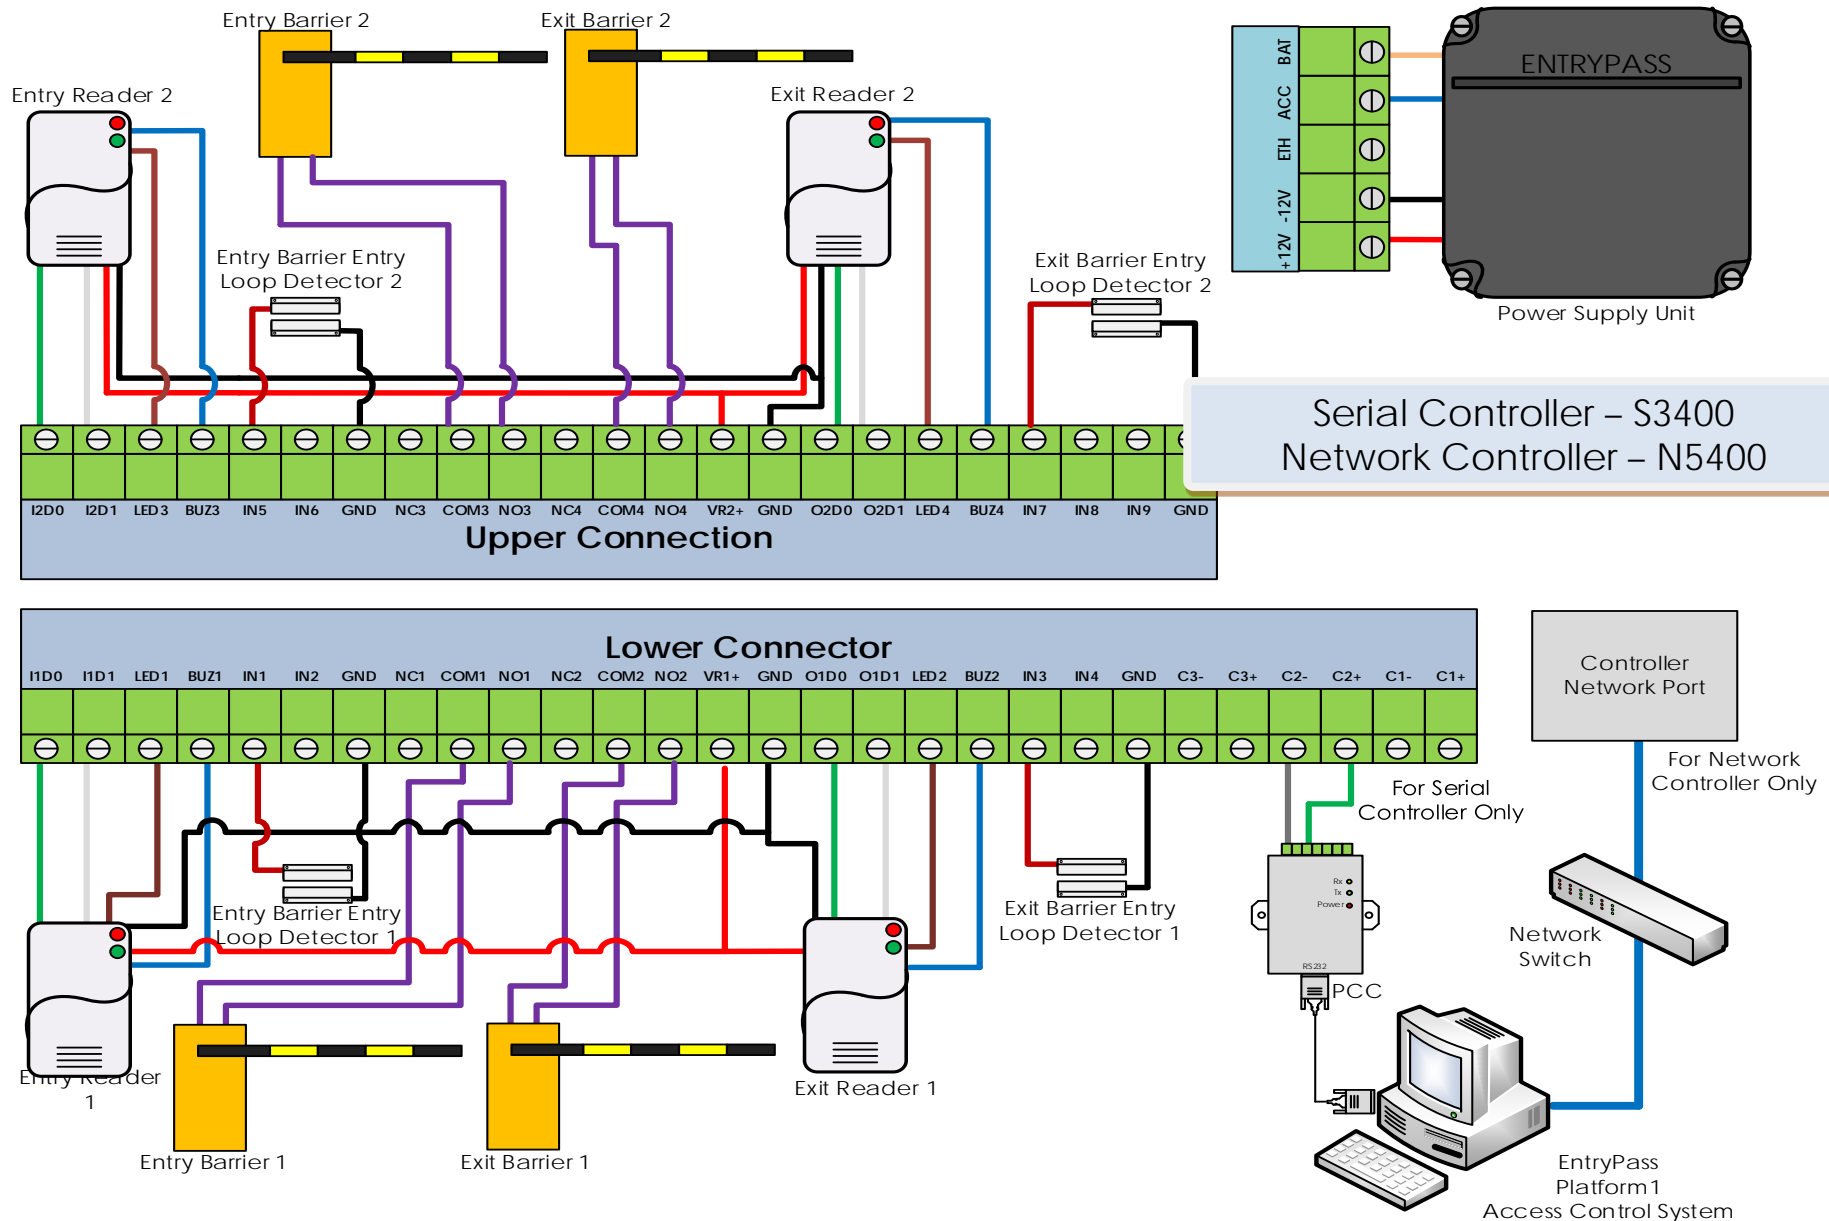 Entry Barrier 2
Exit Barrier 2
Entry Reader 2
Exit Reader 2
BAT
ACC
ETH
-12V
+12V
ENTRYPASS
Power Supply Unit
Entry Barrier Entry
Loop Detector 2
Exit Barrier Entry
Loop Detector 2
Serial Controller – S3400
Network Controller – N5400
I2D0 I2D1 LED3 BUZ3 IN5 IN6 GND NC3 COM3 NO3 NC4 COM4 NO4 VR2+ GND O2D0 O2D1 LED4 BUZ4 IN7 IN8 IN9 GND
Upper Connection
Lower Connector
I1D0 I1D1 LED1 BUZ1 IN1 IN2 GND NC1 COM1 NO1 NC2 COM2 NO2 VR1+ GND O1D0 O1D1 LED2 BUZ2 IN3 IN4 GND C3- C3+ C2- C2+ C1- C1+
Controller
Network Port
For Network
Controller Only
For Serial
Controller Only
Rx
Tx
Power
RS232
PCC
Network
Switch
Entry Barrier Entry
Loop Detector 1
Exit Barrier Entry
Loop Detector 1
Entry Reader
1
Exit Reader 1
Entry Barrier 1
Exit Barrier 1
EntryPass
Platform1
Access Control System